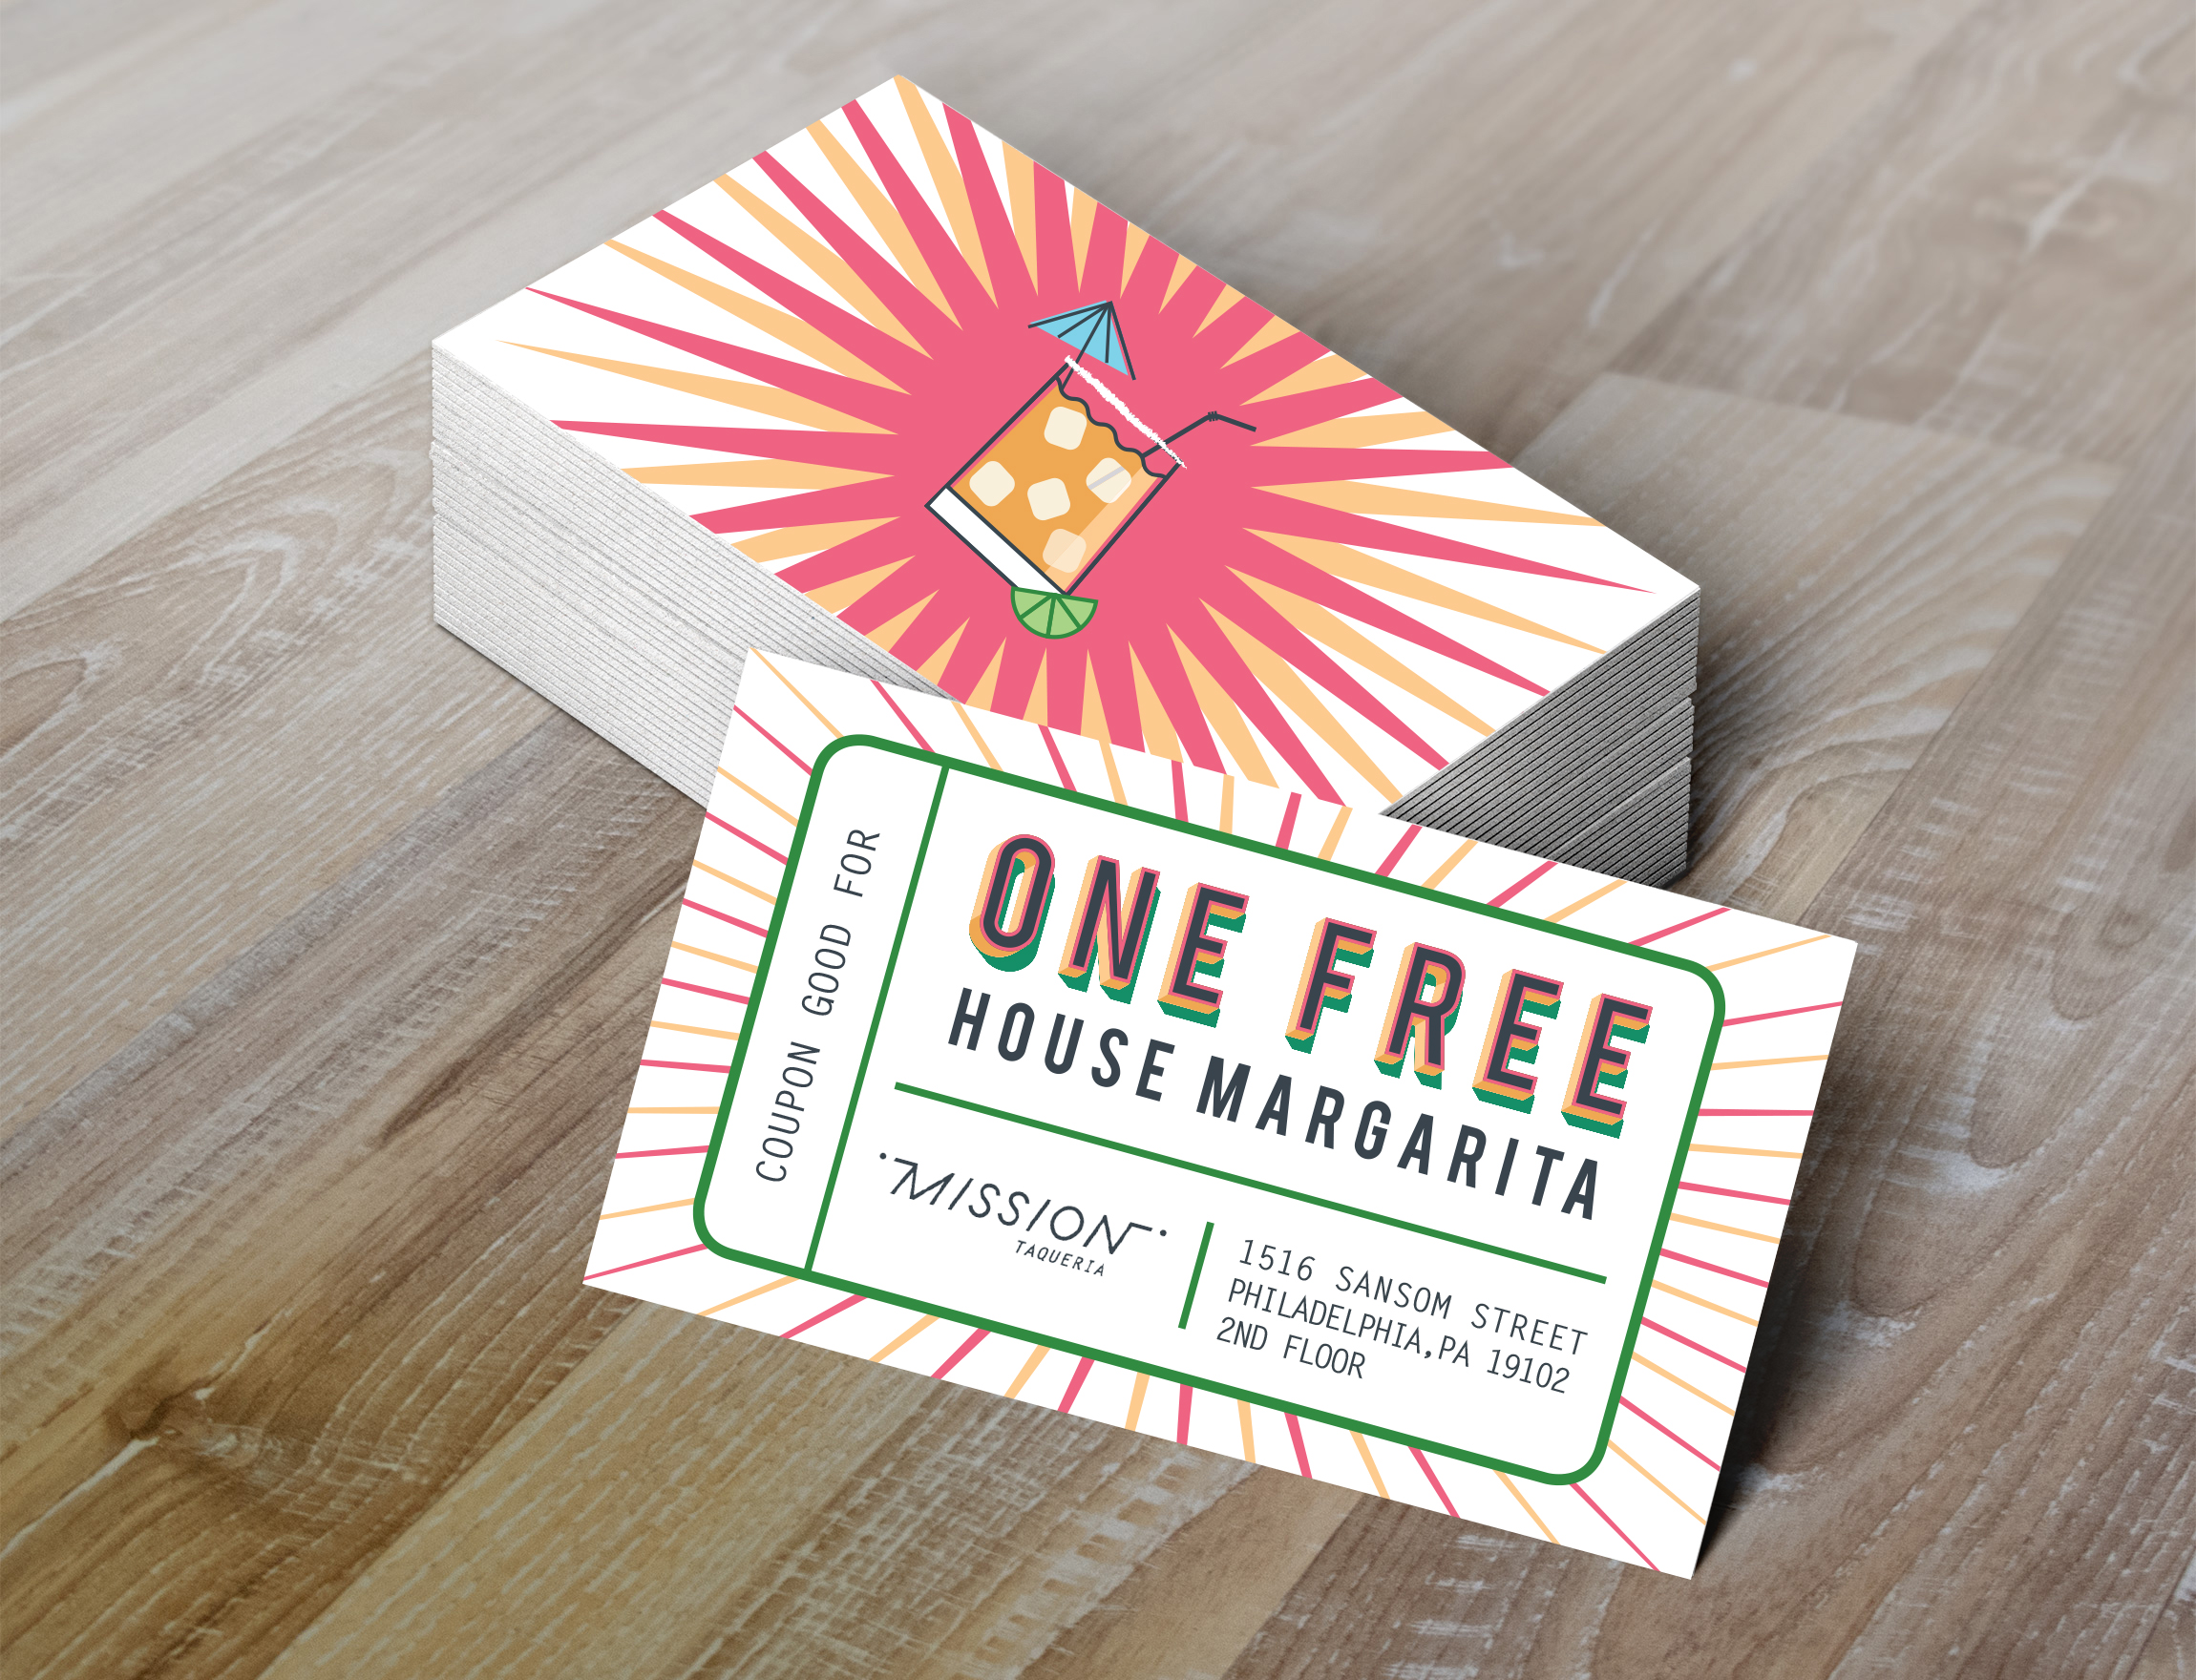 COUPON GOOD FOR
ONE FREE
HOUSE MARGARITA
MISSION
TAQUERIA
1516 SANSOM STREET
PHILADELPHIA,PA 19102
2ND FLOOR